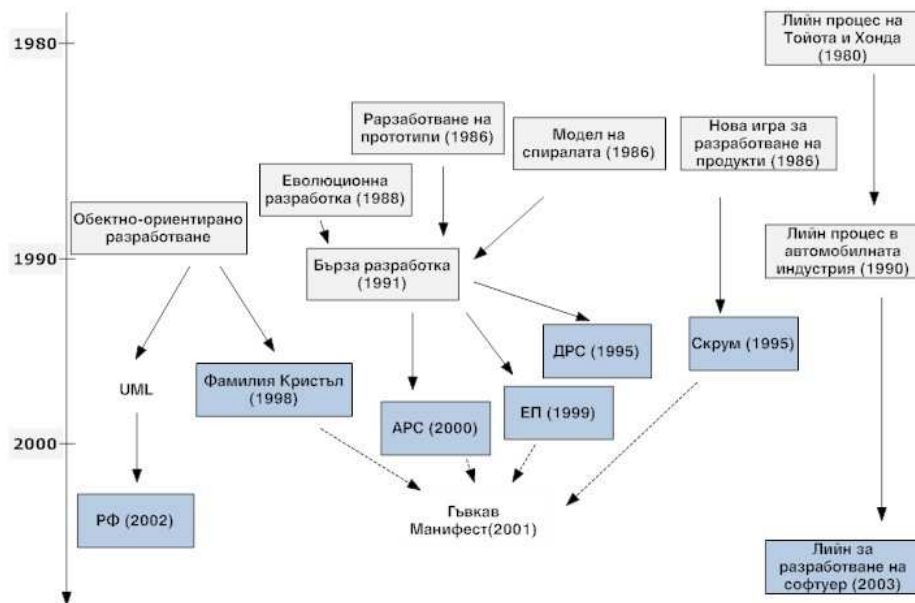 1980
Лийн процес на
Тойота и Хонда
(1980)
Рарзаботване на
прототипи (1986)
Модел на
спиралата (1986)
Нова игра за
разработване на
продукти (1986)
Еволюционна
разработка (1988)
Обектно-ориентирано
разработване
1990
Бърза разработка
(1991)
Лийн процес в
автомобилната
индустрия (1990)
ДРС (1995)
Скрум (1995)
UML
Фамилия Кристъл
(1998)
АРС (2000)
ЕП (1999)
2000
РФ (2002)
Гъвкав
Манифест(2001)
Лийн за
разработване на
софтуер (2003)